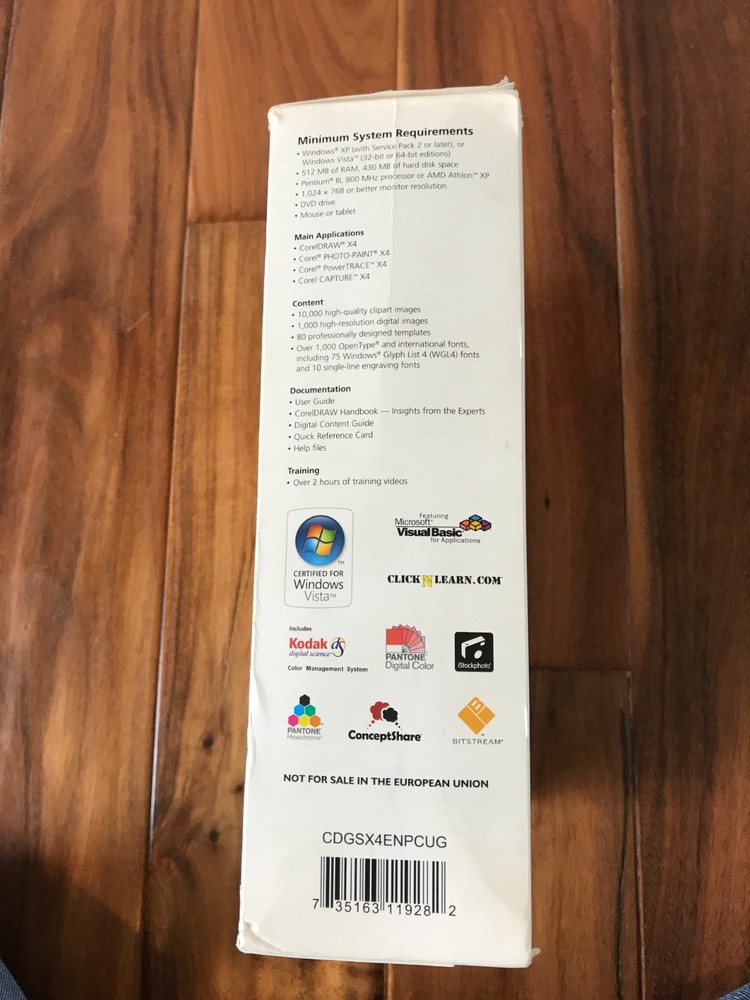 Minimum System Requirements
• Windows® XP (with Service Pack 2 or later), or
Windows Vista™ (32-bit or 64-bit editions)
• 512 MB of RAM, 430 MB of hard disk space
• Pentium® III, 800 MHz processor or AMD Athlon™ XP
• 1,024 × 768 or better monitor resolution
• DVD drive
• Mouse or tablet
Main Applications
• CorelDRAW® X4
• Corel® PHOTO-PAINT® X4
• Corel® PowerTRACE™ X4
• Corel CAPTURE™ X4
Content
• 10,000 high-quality clipart images
• 1,000 high-resolution digital images
• 80 professionally designed templates
• Over 1,000 OpenType® and international fonts,
including 75 Windows® Glyph List 4 (WGL4) fonts
and 10 single-line engraving fonts
Documentation
• User Guide
• CorelDRAW Handbook — Insights from the Experts
• Digital Content Guide
• Quick Reference Card
• Help files
Training
• Over 2 hours of training videos
CERTIFIED FOR
Windows
Vista™
Featuring
Microsoft®
Visual Basic®
for Applications
CLICK N LEARN.COM
Includes
Kodak ds
digital science™
Color Management System
PANTONE®
Digital Color
iStockphoto®
PANTONE®
Hexachrome®
ConceptShare™
B
BITSTREAM®
NOT FOR SALE IN THE EUROPEAN UNION
CDGSX4ENPCUG
7 35163 11928 2